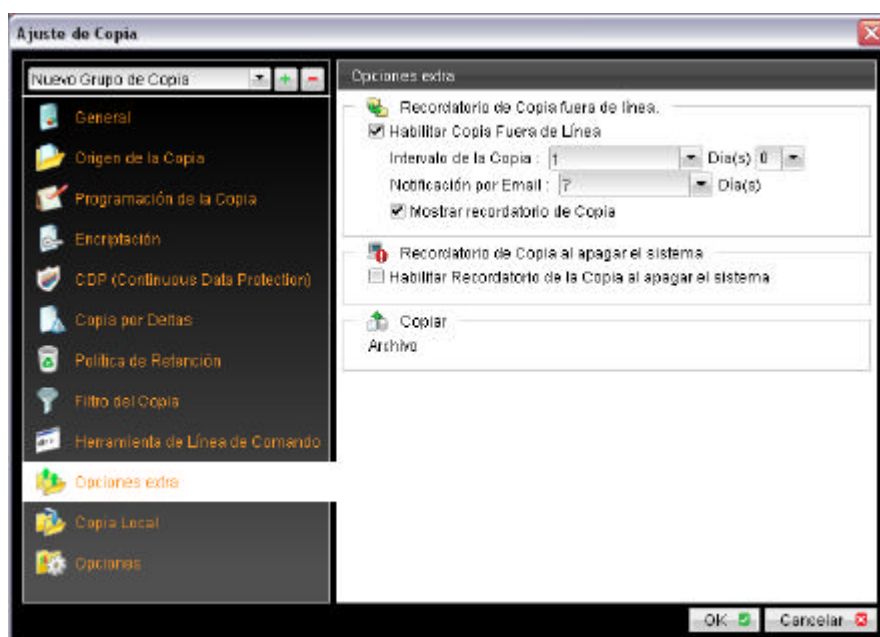 Ajuste de Copia
Nuevo Grupo de Copia
General
Origen de la Copia
Programación de la Copia
Encriptación
CDP (Continuous Data Protection)
Copia por Deltas
Política de Retención
Filtro del Copia
Herramienta de Línea de Comando
Opciones extra
Copia Local
Opciones
Opciones extra
Recordatorio de Copia fuera de línea.
Habilitar Copia Fuera de Línea
Intervalo de la Copia : 1 Dia(s) 0
Notificación por Email : 7 Dia(s)
Mostrar recordatorio de Copia
Recordatorio de Copia al apagar el sistema
Habilitar Recordatorio de la Copia al apagar el sistema
Copiar
Archivo
OK Cancelar